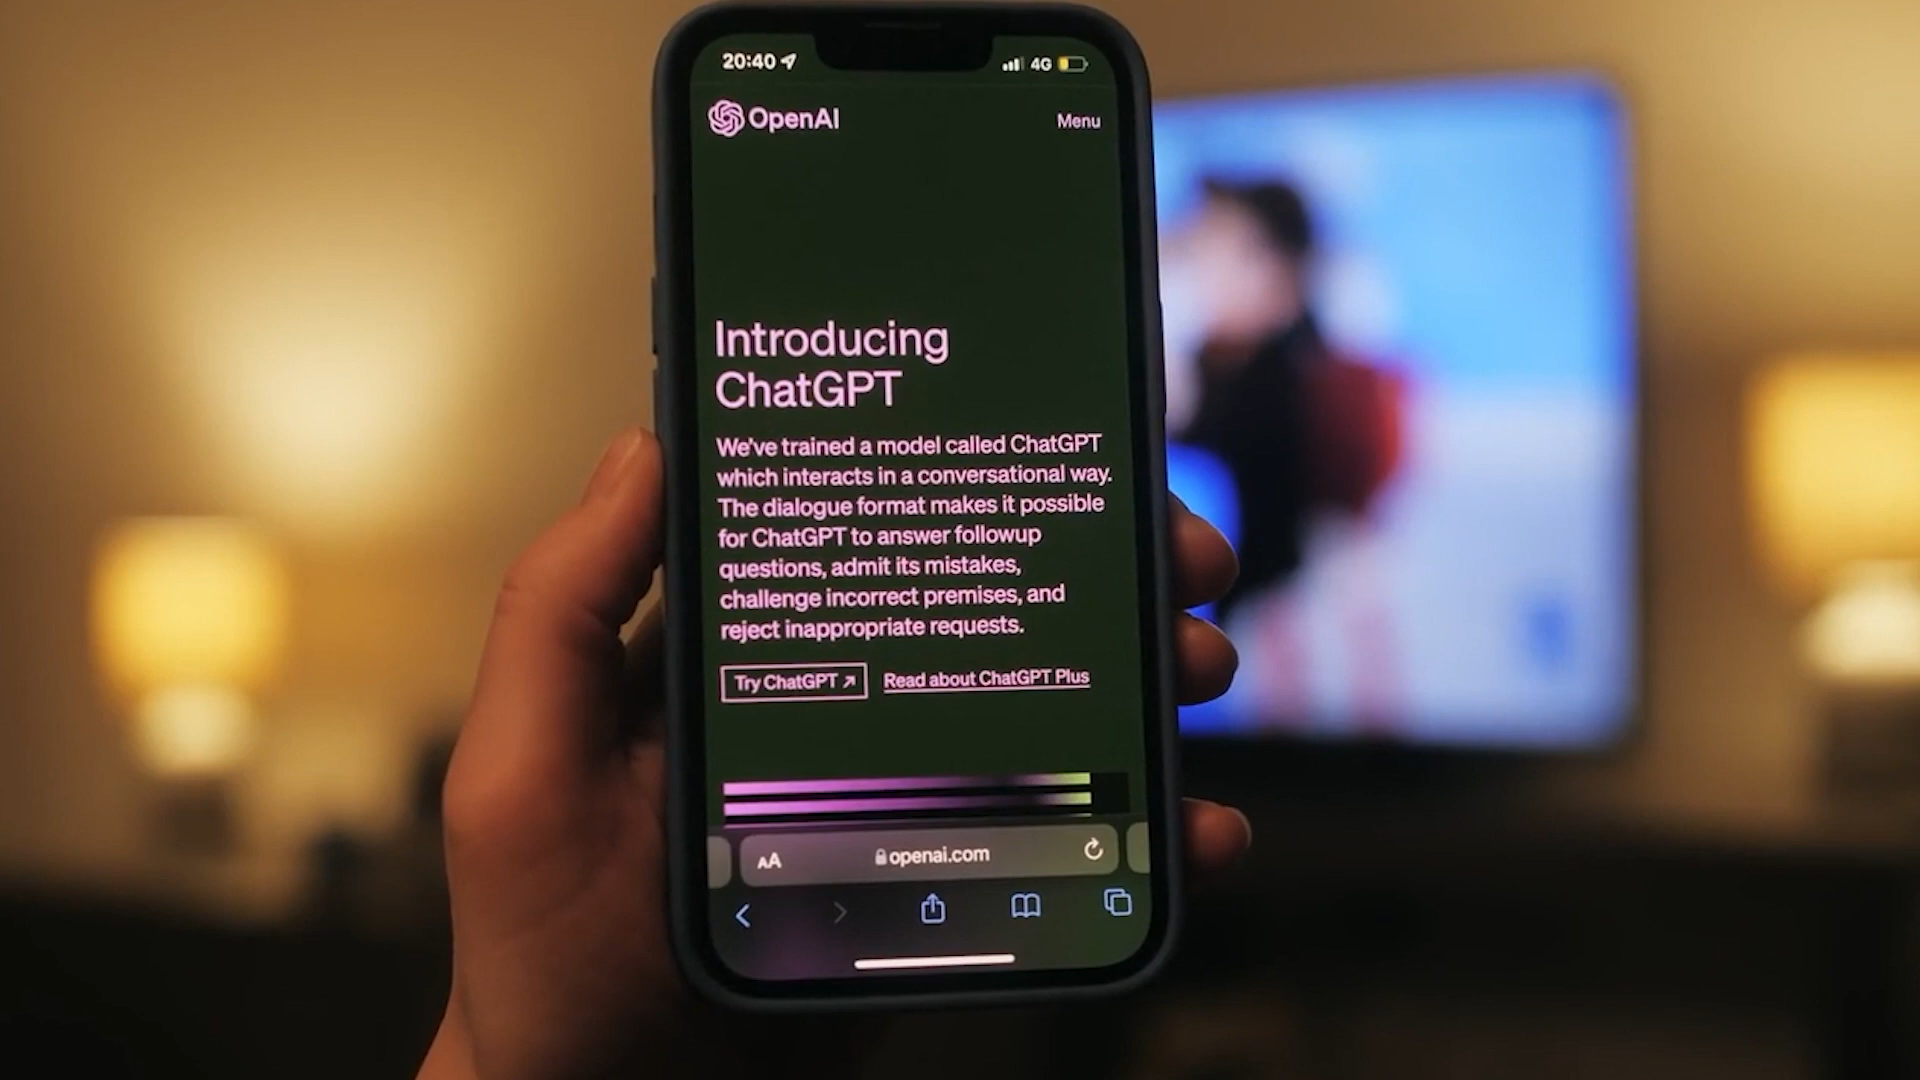 20:40
4G
OpenAI
Menu
Introducing
ChatGPT
We've trained a model called ChatGPT
which interacts in a conversational way.
The dialogue format makes it possible
for ChatGPT to answer followup
questions, admit its mistakes,
challenge incorrect premises, and
reject inappropriate requests.
Try ChatGPT ↗
Read about ChatGPT Plus
AA
openai.com